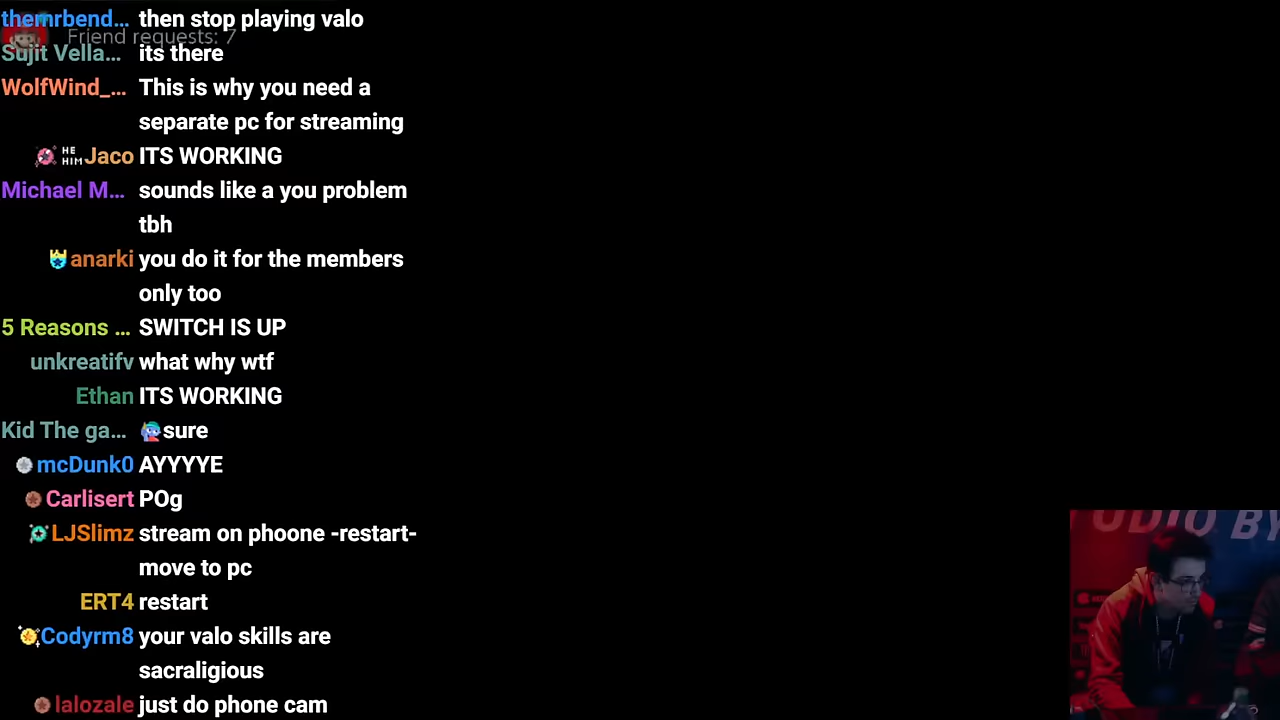 themrbend… then stop playing valo
Friend requests: 7
Sujit Vella… its there
WolfWind_… This is why you need a
separate pc for streaming
HE
HIM Jaco ITS WORKING
Michael M… sounds like a you problem
tbh
anarki you do it for the members
only too
5 Reasons … SWITCH IS UP
unkreatifv what why wtf
Ethan ITS WORKING
Kid The ga… sure
mcDunk0 AYYYYE
Carlisert POg
LJSlimz stream on phoone -restart-
move to pc
ERT4 restart
Codyrm8 your valo skills are
sacraligious
lalozale just do phone cam
UDIO BY